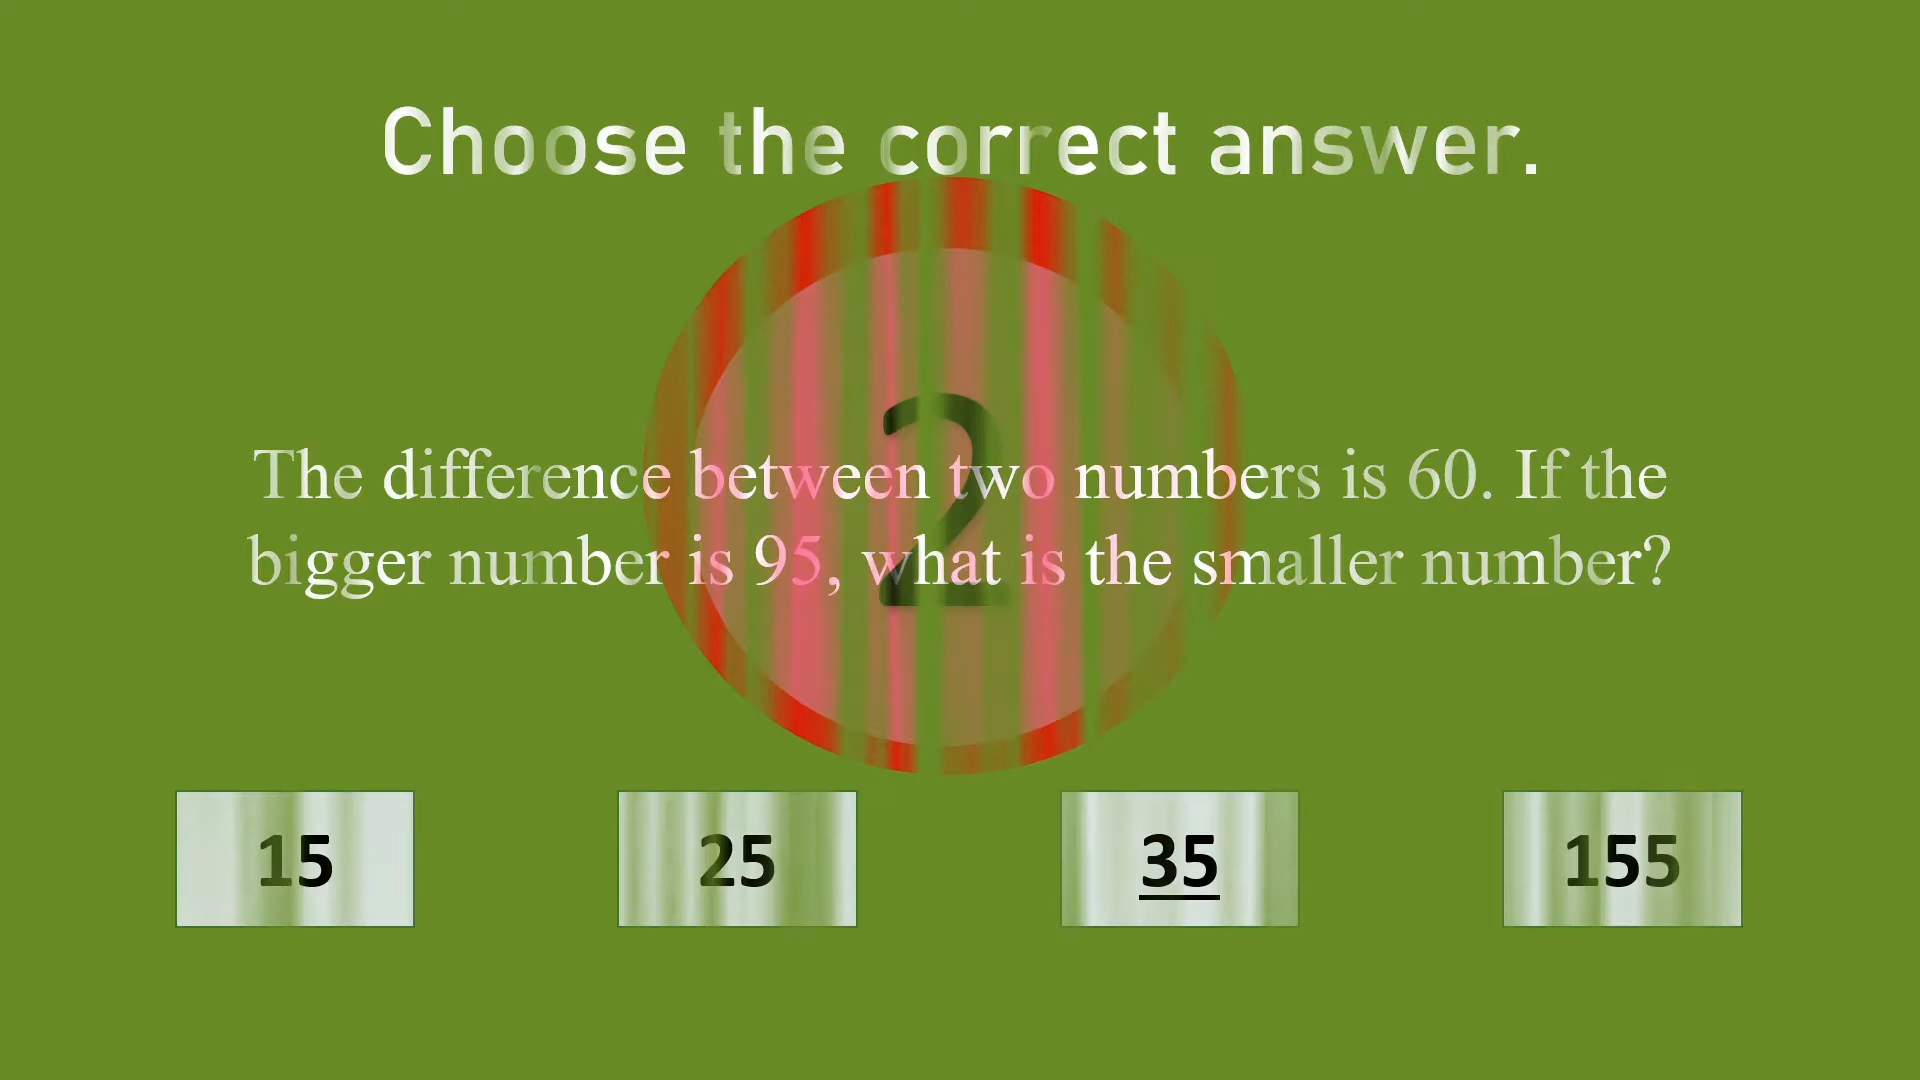 Choose the correct answer.
2
The difference between two numbers is 60. If the
bigger number is 95, what is the smaller number?
15
25
35
155